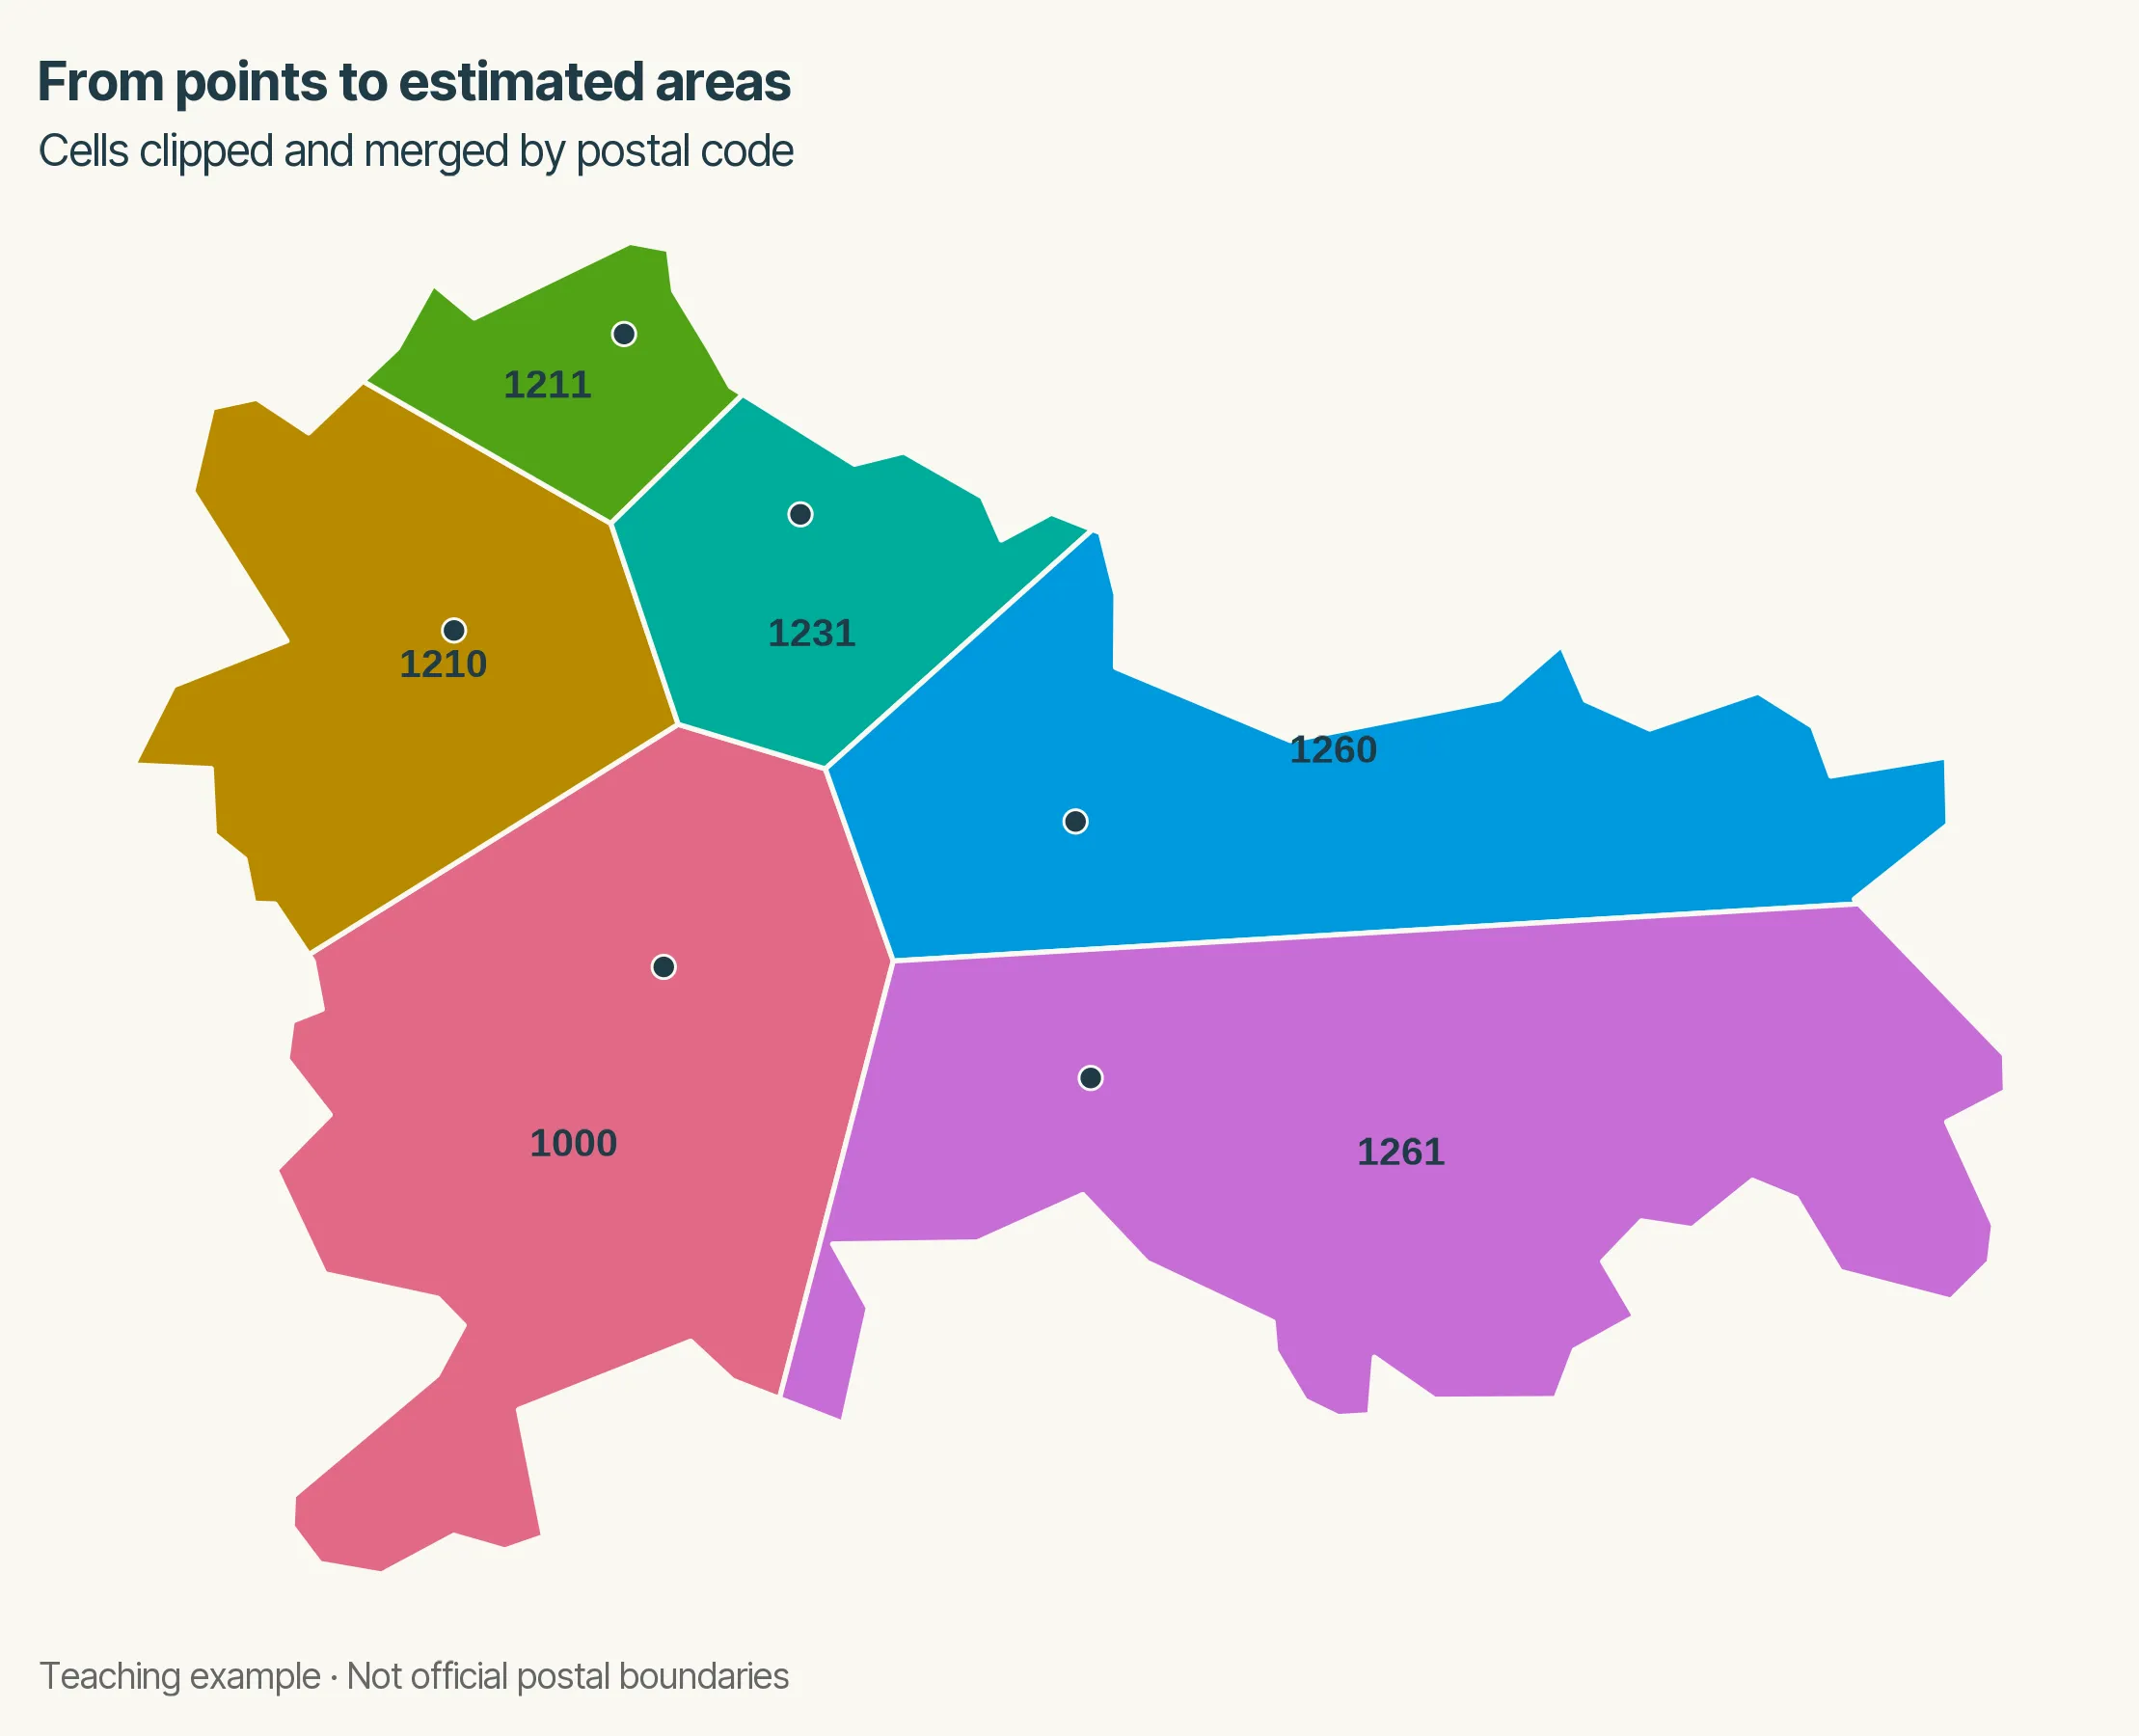 From points to estimated areas
Cells clipped and merged by postal code
1211
1231
1210
1260
1000
1261
Teaching example · Not official postal boundaries